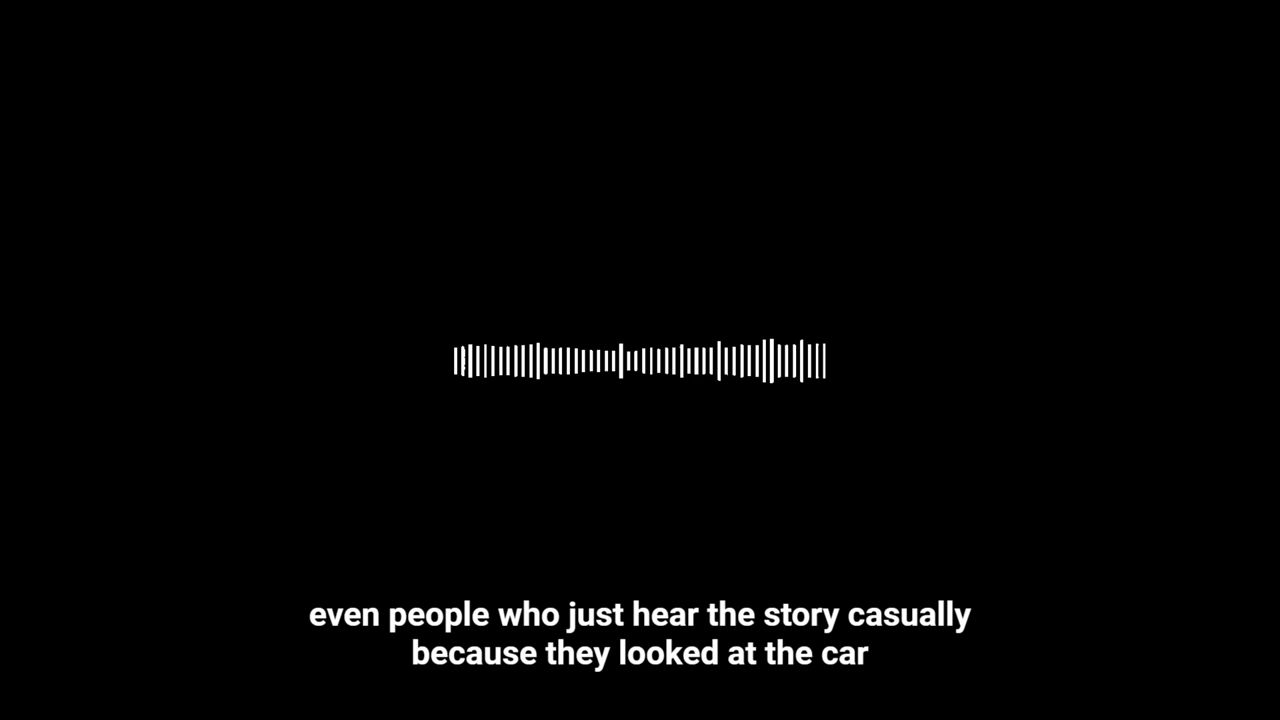 even people who just hear the story casually
because they looked at the car